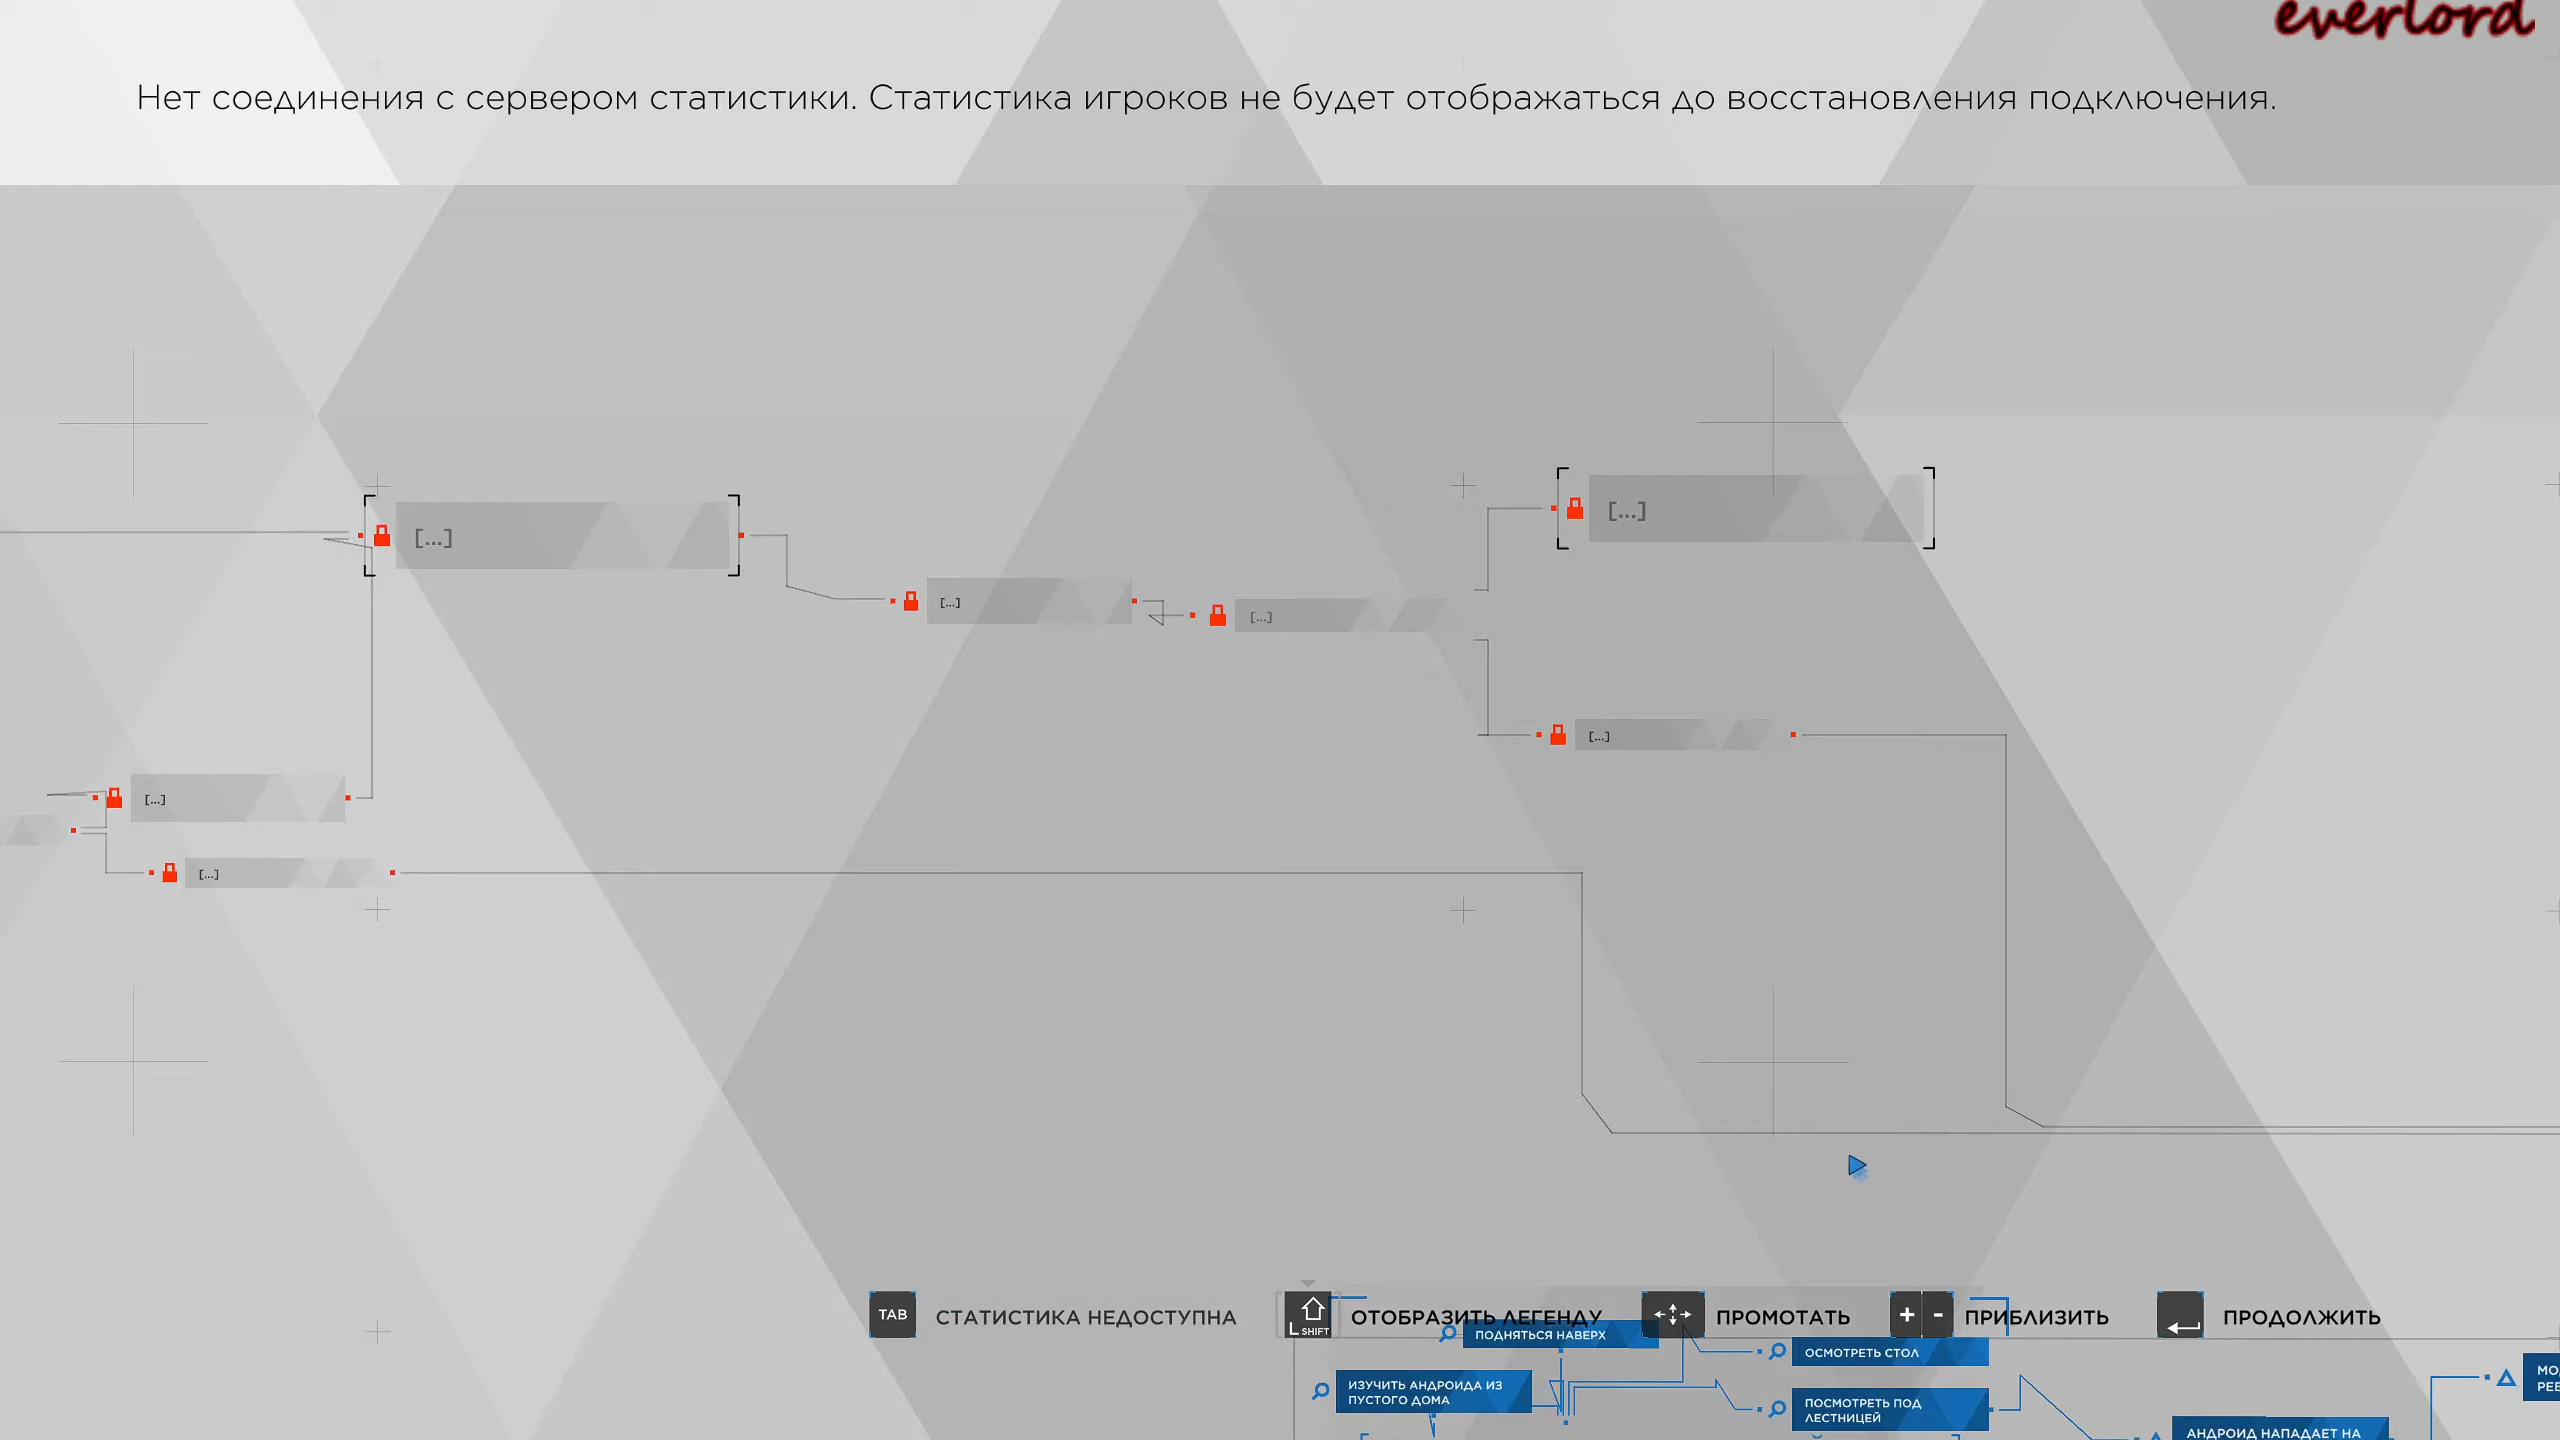 everlord
Нет соединения с сервером статистики. Статистика игроков не будет отображаться до восстановления подключения.
[...]
[...]
[...]
[...]
[...]
[...]
[...]
TAB
СТАТИСТИКА НЕДОСТУПНА
L SHIFT
ОТОБРАЗИТЬ ЛЕГЕНДУ
ПРОМОТАТЬ
+ -
ПРИБЛИЗИТЬ
ПРОДОЛЖИТЬ
ПОДНЯТЬСЯ НАВЕРХ
ОСМОТРЕТЬ СТОЛ
ИЗУЧИТЬ АНДРОИДА ИЗ
ПУСТОГО ДОМА
ПОСМОТРЕТЬ ПОД
ЛЕСТНИЦЕЙ
АНДРОИД НАПАДАЕТ НА